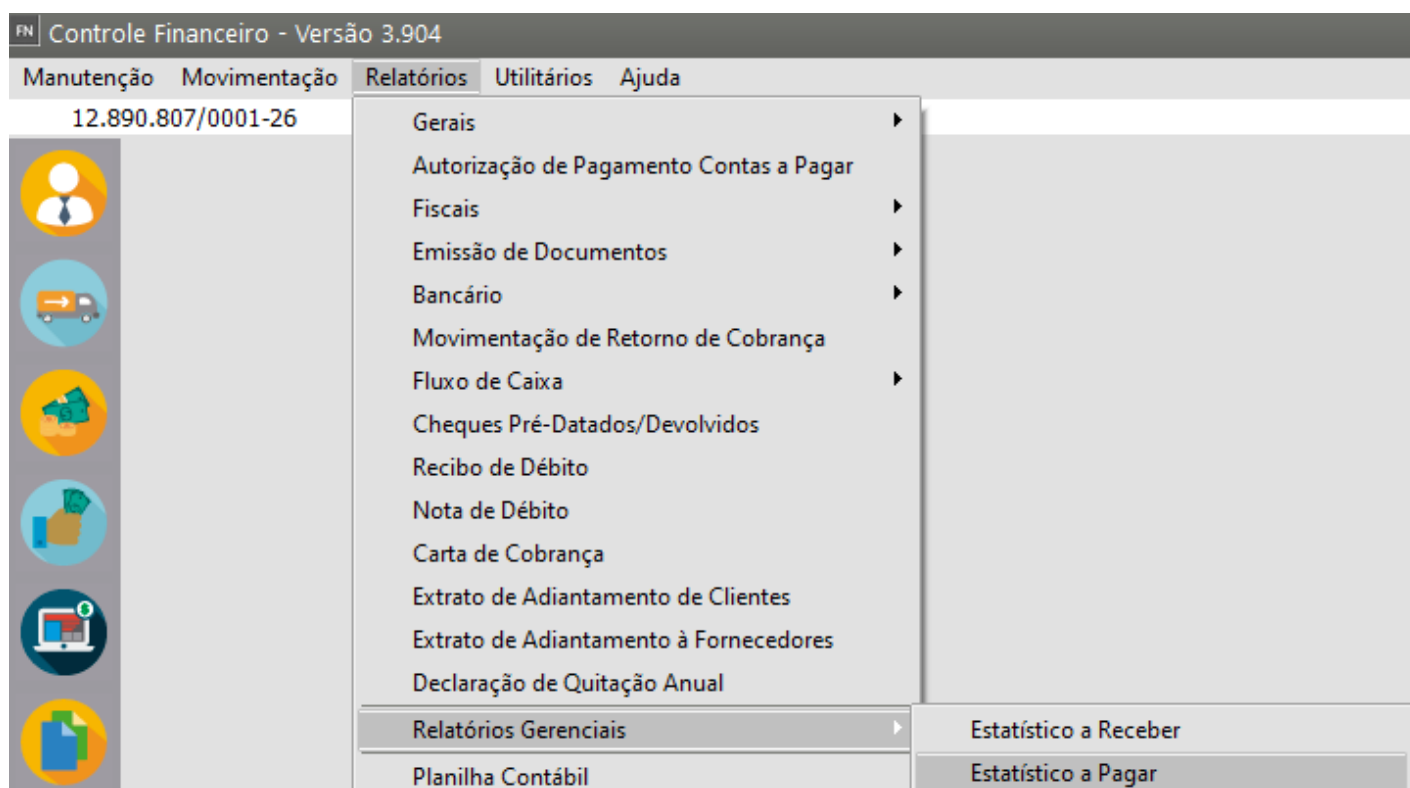 FN Controle Financeiro - Versão 3.904
Manutenção Movimentação Relatórios Utilitários Ajuda
12.890.807/0001-26
Gerais
Autorização de Pagamento Contas a Pagar
Fiscais
Emissão de Documentos
Bancário
Movimentação de Retorno de Cobrança
Fluxo de Caixa
Cheques Pré-Datados/Devolvidos
Recibo de Débito
Nota de Débito
Carta de Cobrança
Extrato de Adiantamento de Clientes
Extrato de Adiantamento à Fornecedores
Declaração de Quitação Anual
Relatórios Gerenciais
Estatístico a Receber
Planilha Contábil
Estatístico a Pagar